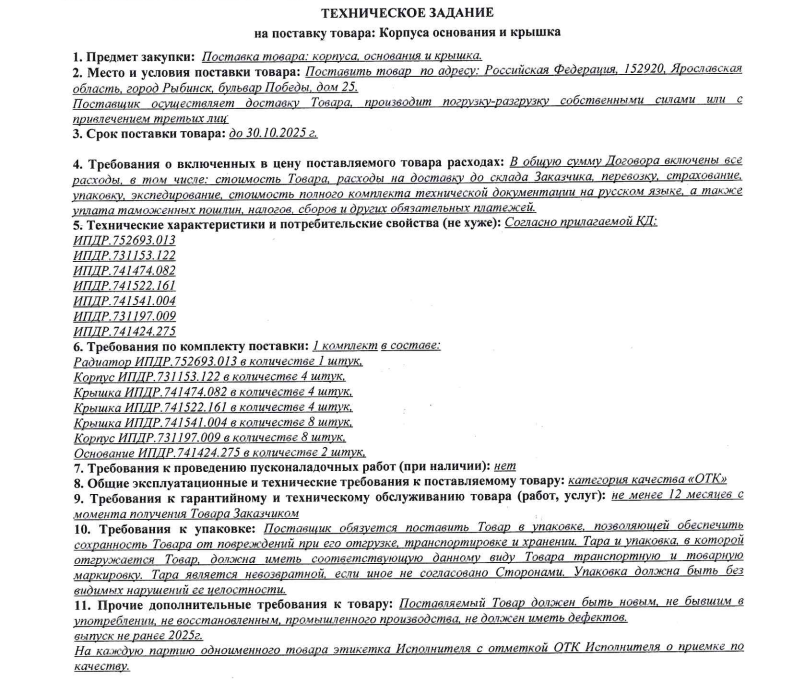 ТЕХНИЧЕСКОЕ ЗАДАНИЕ
на поставку товара: Корпуса основания и крышка
1. Предмет закупки: Поставка товара: корпуса, основания и крышка.
2. Место и условия поставки товара: Поставить товар по адресу: Российская Федерация, 152920, Ярославская
область, город Рыбинск, бульвар Победы, дом 25.
Поставщик осуществляет доставку Товара, производит погрузку-разгрузку собственными силами или с
привлечением третьих лиц
3. Срок поставки товара: до 30.10.2025 г.
4. Требования о включенных в цену поставляемого товара расходах: В общую сумму Договора включены все
расходы, в том числе: стоимость Товара, расходы на доставку до склада Заказчика, перевозку, страхование,
упаковку, экспедирование, стоимость полного комплекта технической документации на русском языке, а также
уплата таможенных пошлин, налогов, сборов и других обязательных платежей.
5. Технические характеристики и потребительские свойства (не хуже): Согласно прилагаемой КД:
ИПДР.752693.013
ИПДР.731153.122
ИПДР.741474.082
ИПДР.741522.161
ИПДР.741541.004
ИПДР.731197.009
ИПДР.741424.275
6. Требования по комплекту поставки: 1 комплект в составе:
Радиатор ИПДР.752693.013 в количестве 1 штук,
Корпус ИПДР.731153.122 в количестве 4 штук,
Крышка ИПДР.741474.082 в количестве 4 штук,
Крышка ИПДР.741522.161 в количестве 4 штук,
Крышка ИПДР.741541.004 в количестве 8 штук,
Корпус ИПДР.731197.009 в количестве 8 штук,
Основание ИПДР.741424.275 в количестве 2 штук,
7. Требования к проведению пусконаладочных работ (при наличии): нет
8. Общие эксплуатационные и технические требования к поставляемому товару: категория качества «ОТК»
9. Требования к гарантийному и техническому обслуживанию товара (работ, услуг): не менее 12 месяцев с
момента получения Товара Заказчиком
10. Требования к упаковке: Поставщик обязуется поставить Товар в упаковке, позволяющей обеспечить
сохранность Товара от повреждений при его отгрузке, транспортировке и хранении. Тара и упаковка, в которой
отгружается Товар, должна иметь соответствующую данному виду Товара транспортную и товарную
маркировку. Тара является невозвратной, если иное не согласовано Сторонами. Упаковка должна быть без
видимых нарушений ее целостности.
11. Прочие дополнительные требования к товару: Поставляемый Товар должен быть новым, не бывшим в
употреблении, не восстановленным, промышленного производства, не должен иметь дефектов.
выпуск не ранее 2025г.
На каждую партию одноименного товара этикетка Исполнителя с отметкой ОТК Исполнителя о приемке по
качеству.